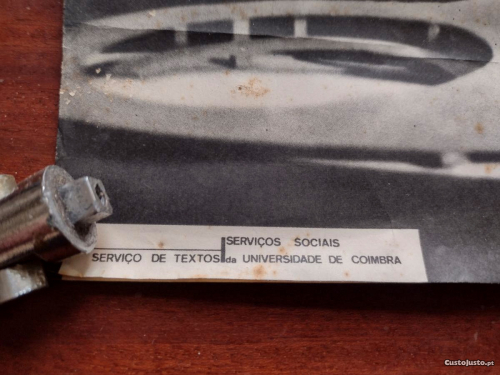 SERVIÇOS SOCIAIS
SERVIÇO DE TEXTOS da UNIVERSIDADE DE COIMBRA
CustoJusto.pt